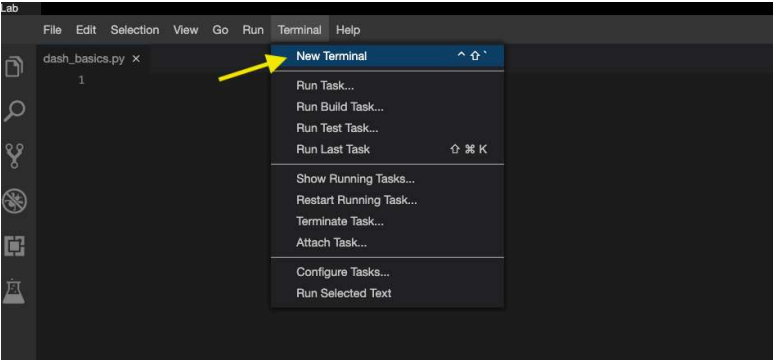 Lab
File Edit Selection View Go Run Terminal Help
dash_basics.py ×
1
New Terminal ^⇧`
Run Task...
Run Build Task...
Run Test Task...
Run Last Task ⇧⌘K
Show Running Tasks...
Restart Running Task...
Terminate Task...
Attach Task...
Configure Tasks...
Run Selected Text